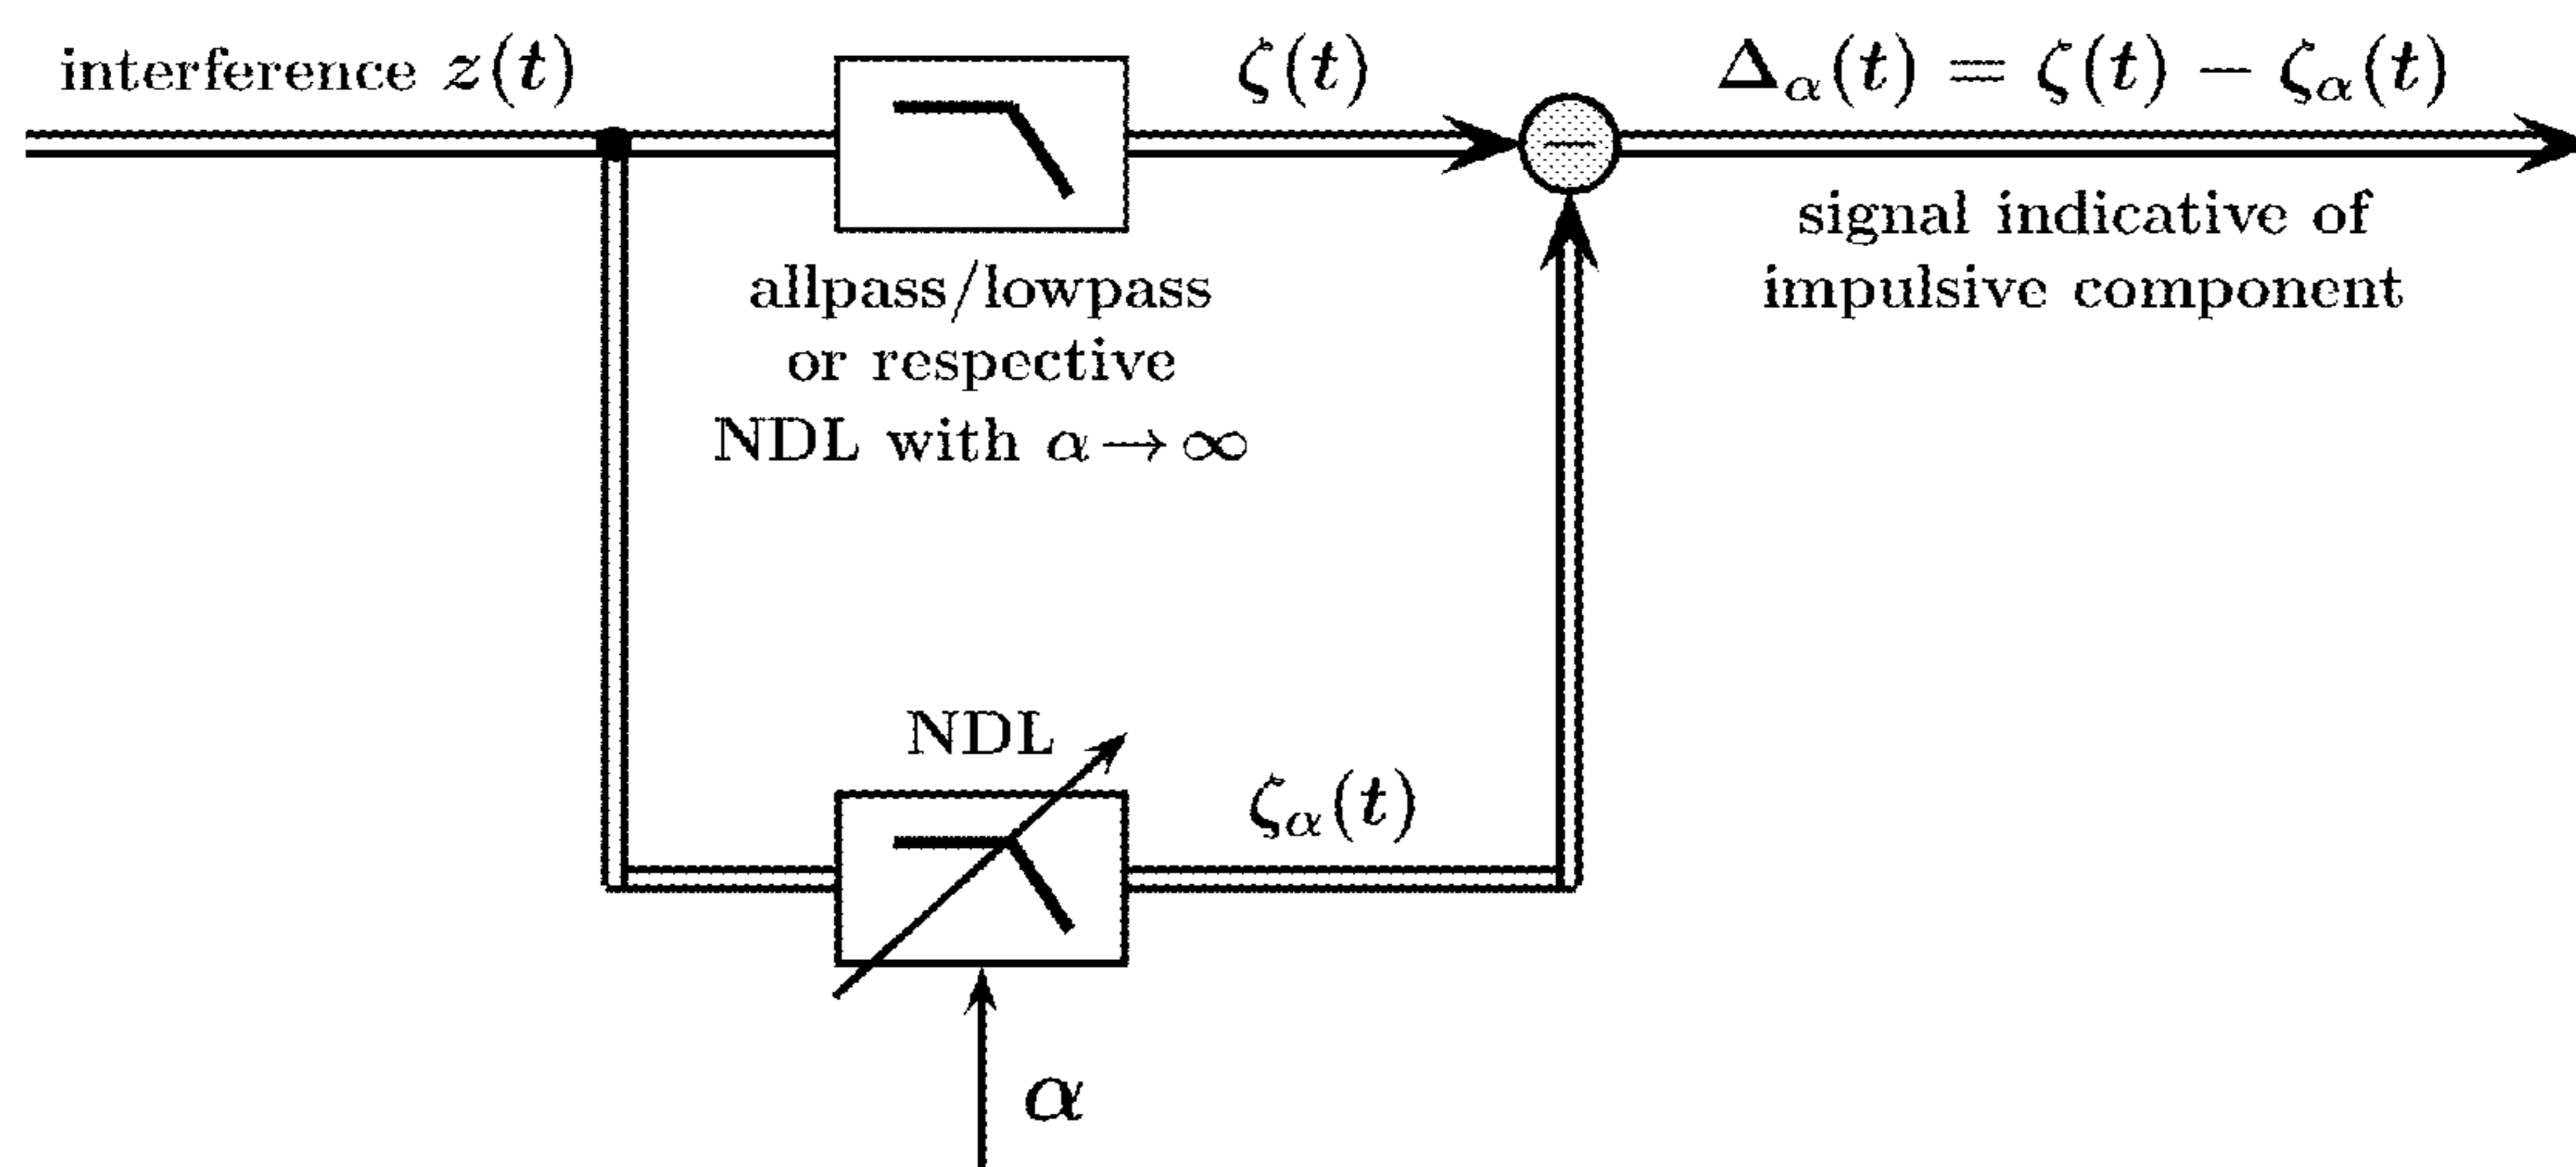 interference z(t)
ζ(t)
Δα(t) = ζ(t) − ζα(t)
−
signal indicative of
impulsive component
allpass/lowpass
or respective
NDL with α→∞
NDL
ζα(t)
α